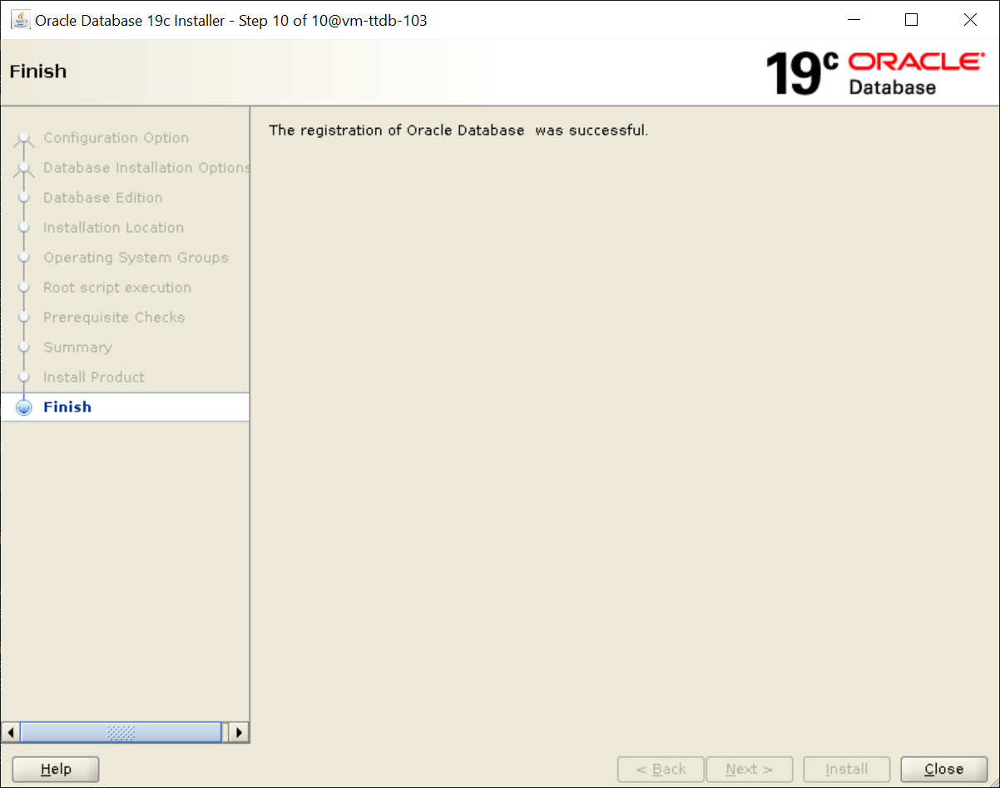 Oracle Database 19c Installer - Step 10 of 10@vm-ttdb-103
Finish
19c ORACLE
Database
Configuration Option
Database Installation Options
Database Edition
Installation Location
Operating System Groups
Root script execution
Prerequisite Checks
Summary
Install Product
Finish
The registration of Oracle Database  was successful.
Help
< Back
Next >
Install
Close